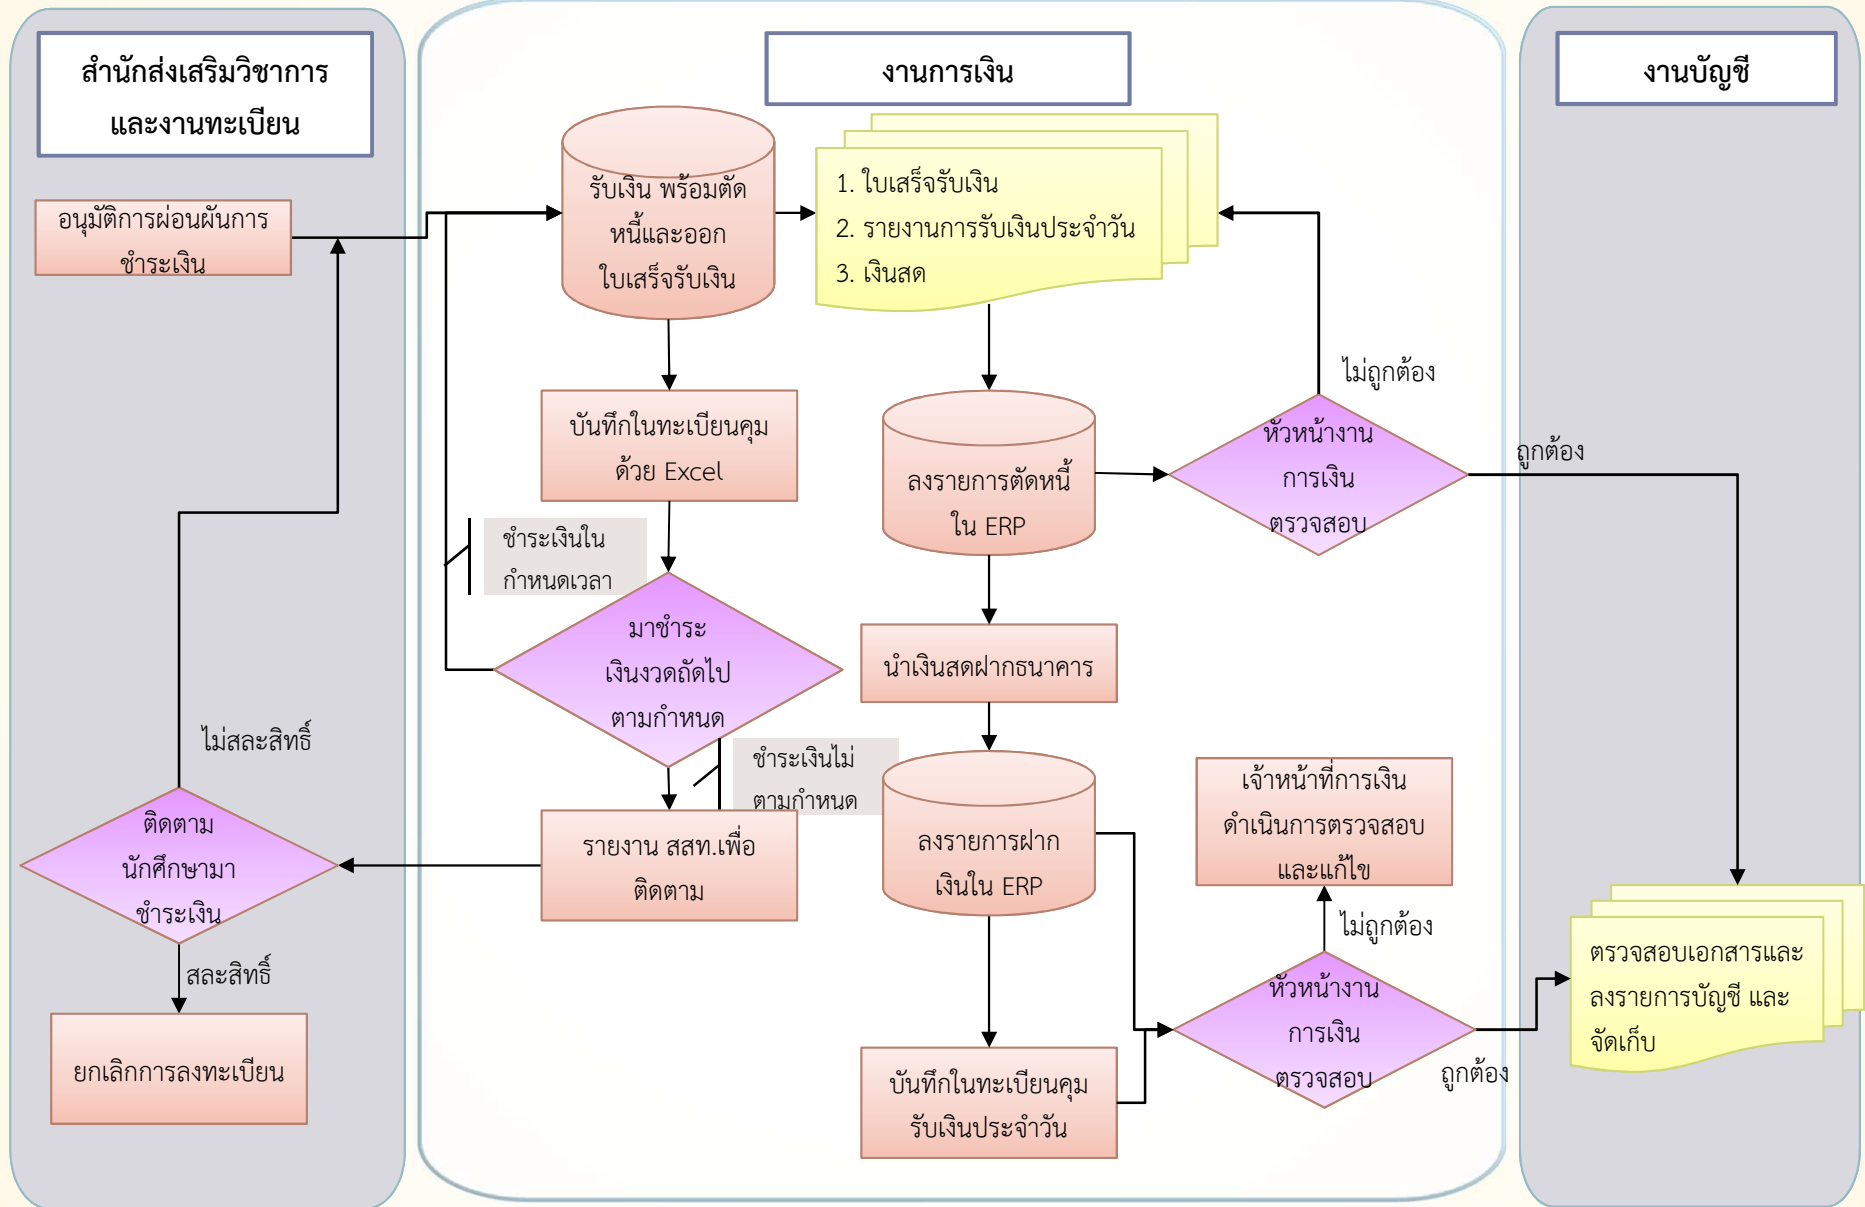 สำนักส่งเสริมวิชาการ
และงานทะเบียน
งานการเงิน
งานบัญชี
อนุมัติการผ่อนผันการ
ชำระเงิน
รับเงิน พร้อมตัด
หนี้และออก
ใบเสร็จรับเงิน
1. ใบเสร็จรับเงิน
2. รายงานการรับเงินประจำวัน
3. เงินสด
บันทึกในทะเบียนคุม
ด้วย Excel
ลงรายการตัดหนี้
ใน ERP
ไม่ถูกต้อง
หัวหน้างาน
การเงิน
ตรวจสอบ
ถูกต้อง
ชำระเงินใน
กำหนดเวลา
มาชำระ
เงินงวดถัดไป
ตามกำหนด
นำเงินสดฝากธนาคาร
ไม่สละสิทธิ์
ชำระเงินไม่
ตามกำหนด
ติดตาม
นักศึกษามา
ชำระเงิน
รายงาน สสท.เพื่อ
ติดตาม
ลงรายการฝาก
เงินใน ERP
เจ้าหน้าที่การเงิน
ดำเนินการตรวจสอบ
และแก้ไข
ไม่ถูกต้อง
สละสิทธิ์
ยกเลิกการลงทะเบียน
บันทึกในทะเบียนคุม
รับเงินประจำวัน
หัวหน้างาน
การเงิน
ตรวจสอบ
ถูกต้อง
ตรวจสอบเอกสารและ
ลงรายการบัญชี และ
จัดเก็บ